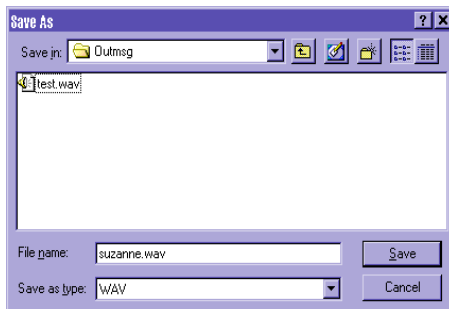 Save As
Save in: Outmsg
test.wav
File name: suzanne.wav
Save
Save as type: WAV
Cancel